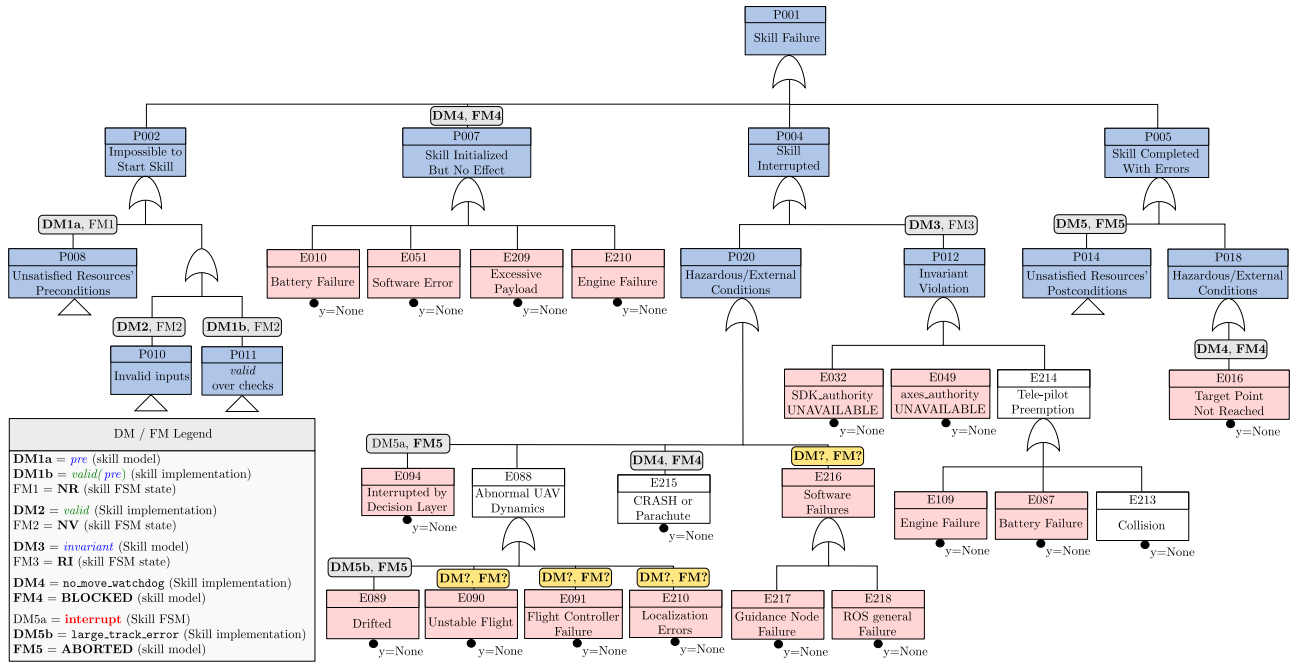 P001
Skill Failure
DM4, FM4
P002
Impossible to
Start Skill
P007
Skill Initialized
But No Effect
P004
Skill
Interrupted
P005
Skill Completed
With Errors
DM1a, FM1
DM3, FM3
DM5, FM5
P008
Unsatisfied Resources'
Preconditions
E010
Battery Failure
y=None
E051
Software Error
y=None
E209
Excessive
Payload
y=None
E210
Engine Failure
y=None
P020
Hazardous/External
Conditions
P012
Invariant
Violation
P014
Unsatisfied Resources'
Postconditions
P018
Hazardous/External
Conditions
DM2, FM2
DM1b, FM2
P010
Invalid inputs
P011
valid
over checks
DM4, FM4
E032
SDK_authority
UNAVAILABLE
y=None
E049
axes_authority
UNAVAILABLE
y=None
E214
Tele-pilot
Preemption
E016
Target Point
Not Reached
y=None
DM / FM Legend
DM1a = pre (skill model)
DM1b = valid(pre) (skill implementation)
FM1 = NR (skill FSM state)
DM2 = valid (Skill implementation)
FM2 = NV (skill FSM state)
DM3 = invariant (Skill model)
FM3 = RI (skill FSM state)
DM4 = no_move_watchdog (Skill implementation)
FM4 = BLOCKED (skill model)
DM5a = interrupt (Skill FSM)
DM5b = large_track_error (Skill implementation)
FM5 = ABORTED (skill model)
DM5a, FM5
E094
Interrupted by
Decision Layer
y=None
E088
Abnormal UAV
Dynamics
DM4, FM4
E215
CRASH or
Parachute
y=None
DM?, FM?
E216
Software
Failures
E109
Engine Failure
y=None
E087
Battery Failure
y=None
E213
Collision
y=None
DM5b, FM5
E089
Drifted
y=None
DM?, FM?
E090
Unstable Flight
y=None
DM?, FM?
E091
Flight Controller
Failure
y=None
DM?, FM?
E210
Localization
Errors
y=None
E217
Guidance Node
Failure
y=None
E218
ROS general
Failure
y=None